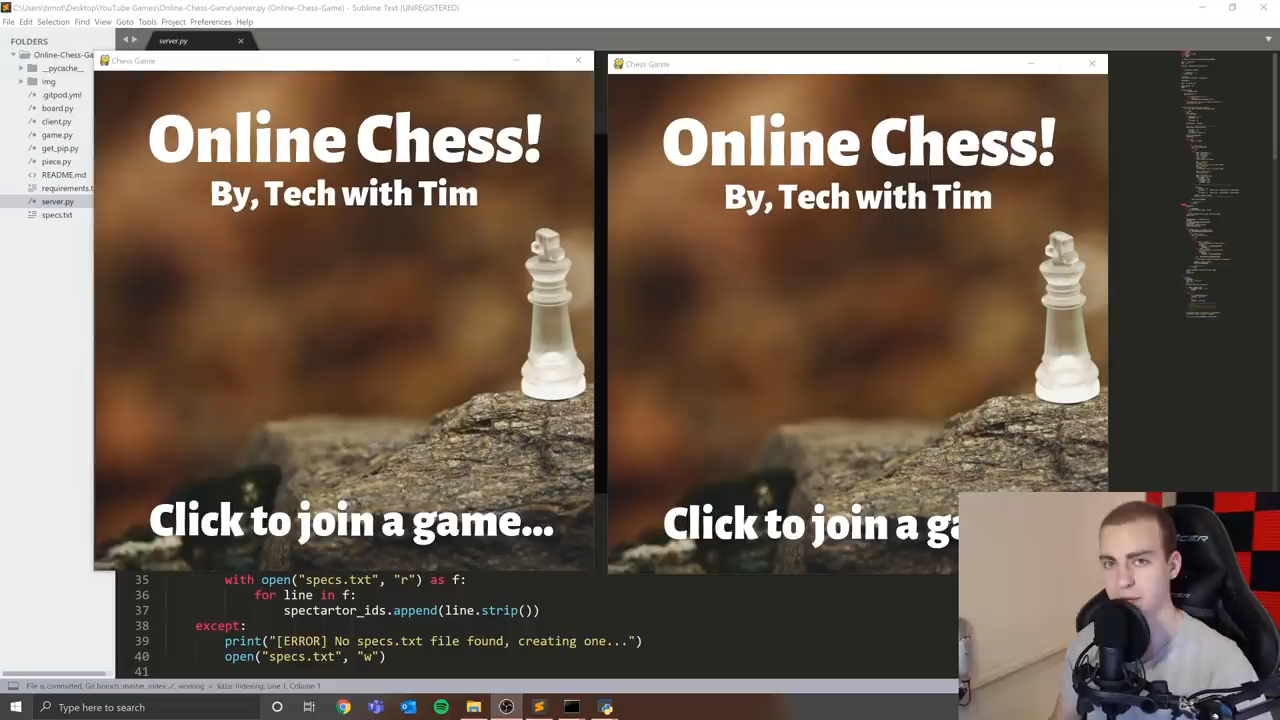 C:\Users\timot\Desktop\YouTube Games\Online-Chess-Game\server.py (Online-Chess-Game) - Sublime Text (UNREGISTERED)
File Edit Selection Find View Goto Tools Project Preferences Help
FOLDERS
server.py
Online-Chess-Ga
__pycache__
img
.gitpod.yml
board.py
client.py
game.py
get_pip.py
piece.py
README.md
requirements.t
server.py
specs.txt
Chess Game
Online Chess!
By, Tech with Tim
Click to join a game...
Chess Game
Online Chess!
By, Tech with Tim
Click to join a ga
35 with open("specs.txt", "r") as f:
36 for line in f:
37 spectartor_ids.append(line.strip())
38 except:
39 print("[ERROR] No specs.txt file found, creating one...")
40 open("specs.txt", "w")
41
Type here to search